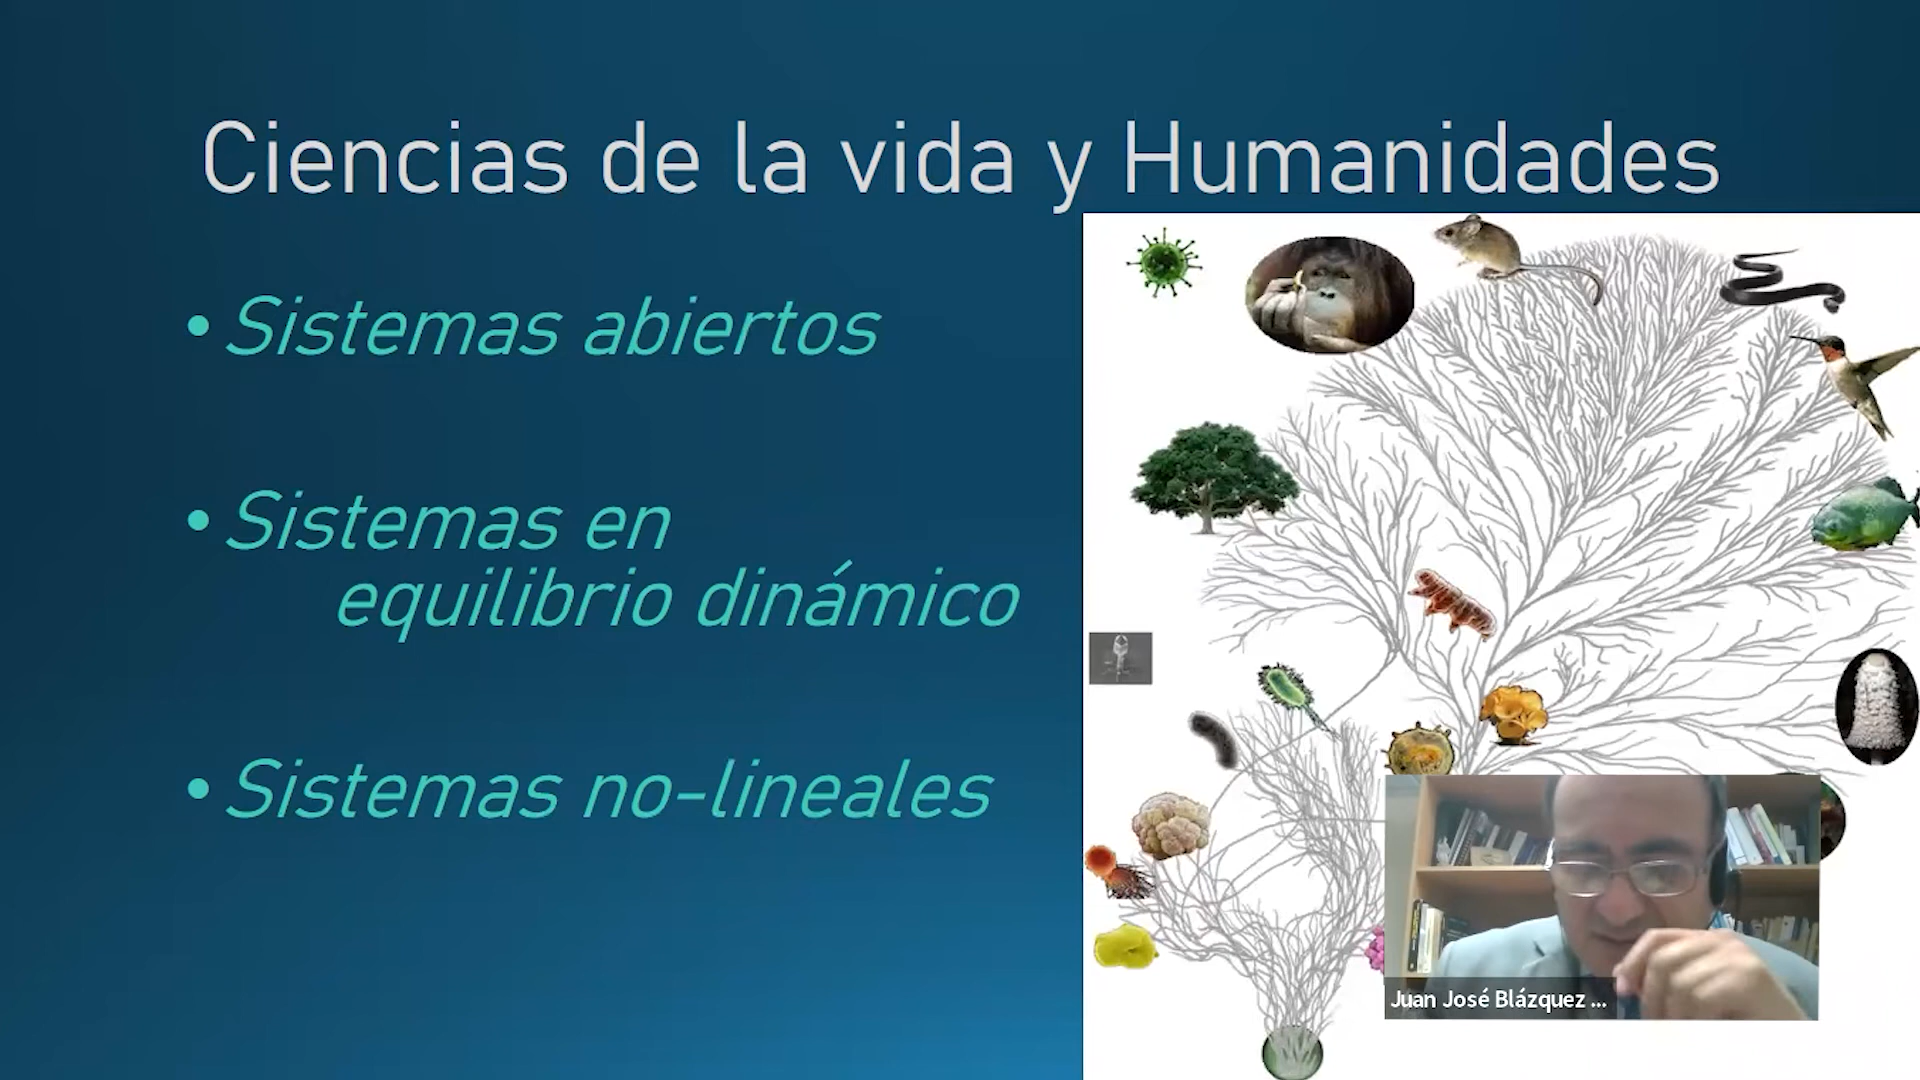 Ciencias de la vida y Humanidades
• Sistemas abiertos
• Sistemas en
equilibrio dinámico
• Sistemas no-lineales
Juan José Blázquez ...